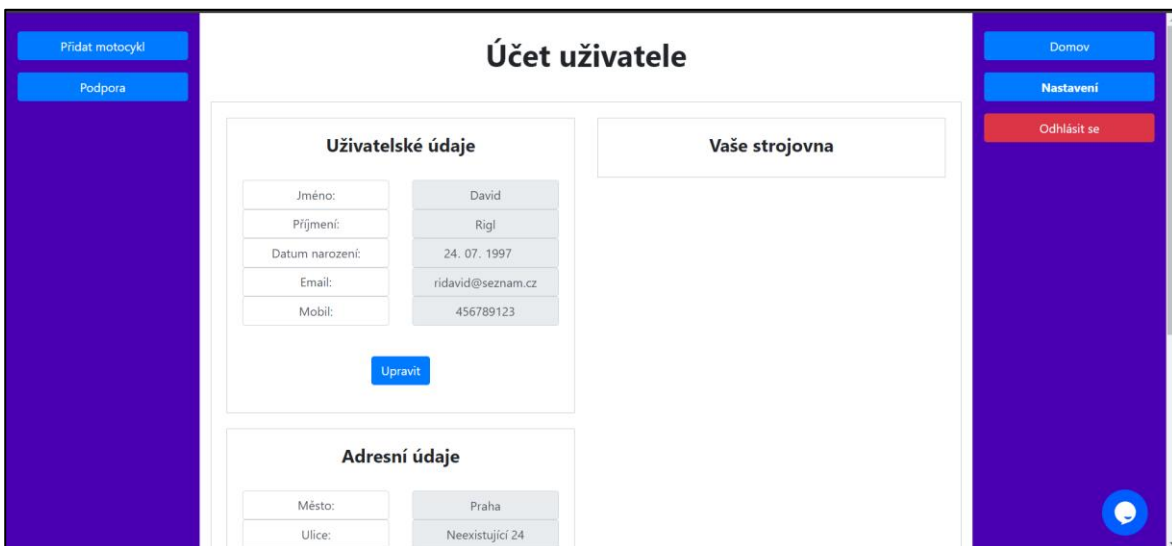 Přidat motocykl
Podpora
Účet uživatele
Uživatelské údaje
Jméno: David
Příjmení: Rigl
Datum narození: 24. 07. 1997
Email: ridavid@seznam.cz
Mobil: 456789123
Upravit
Adresní údaje
Město: Praha
Ulice: Neexistující 24
Vaše strojovna
Domov
Nastavení
Odhlásit se